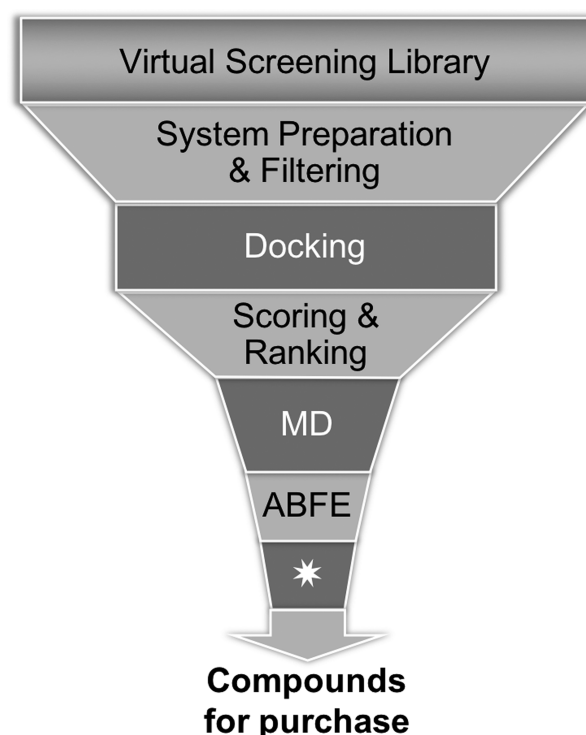 Virtual Screening Library
System Preparation
& Filtering
Docking
Scoring &
Ranking
MD
ABFE
Compounds
for purchase